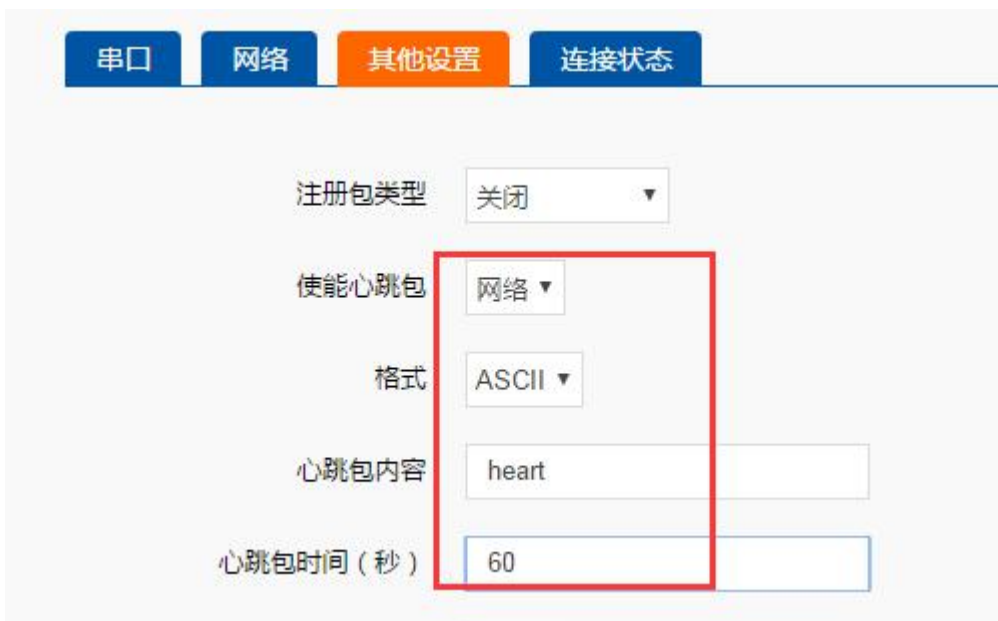 串口 网络 其他设置 连接状态
注册包类型 关闭
使能心跳包 网络
格式 ASCII
心跳包内容 heart
心跳包时间（秒） 60